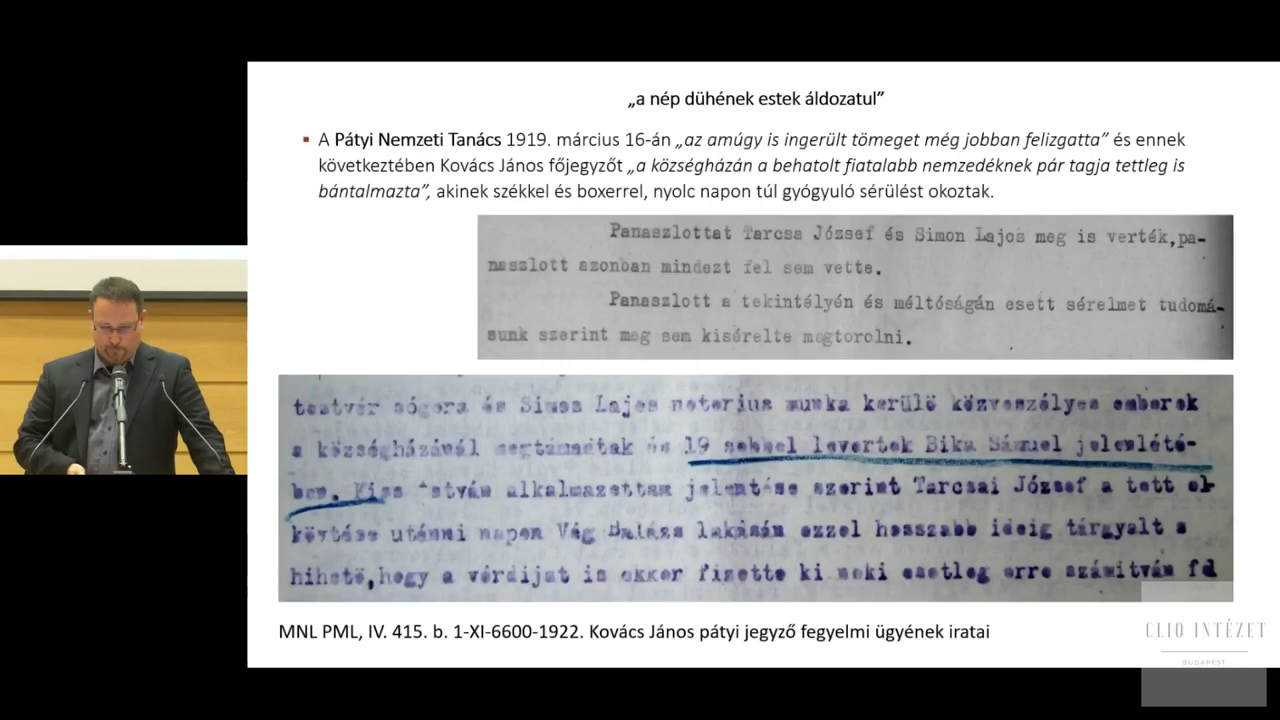 „a nép dühének estek áldozatul”
▪ A Pátyi Nemzeti Tanács 1919. március 16-án „az amúgy is ingerült tömeget még jobban felizgatta” és ennek
következtében Kovács János főjegyzőt „a községházán a behatolt fiatalabb nemzedéknek pár tagja tettleg is
bántalmazta”, akinek székkel és boxerrel, nyolc napon túl gyógyuló sérülést okoztak.
Panaszlottat Tarcsa József és Simon Lajos meg is verték,pa-
naszlott azonban mindezt fel sem vette.
Panaszlott a tekintélyén és méltóságán esett sérelmet tudomá-
sunk szerint meg sem kisérelte megtorolni.
testvér sógora és Simon Lajos notorius munka kerülő közveszélyes emberek
a községházánál megtámadtak és 19 sebbel levertek Bika Sámuel jelenlété-
ben. Kiss István alkalmazottam jelentése szerint Tarcsai József a tett el-
követése utánni napon Vág Balázs lakásán ezzel hosszabb ideig tárgyalt s
hihető,hogy a vérdijat is akkor fizette ki neki esetleg erre számitván fel
MNL PML, IV. 415. b. 1-XI-6600-1922. Kovács János pátyi jegyző fegyelmi ügyének iratai
CLIO INTÉZET
BUDAPEST